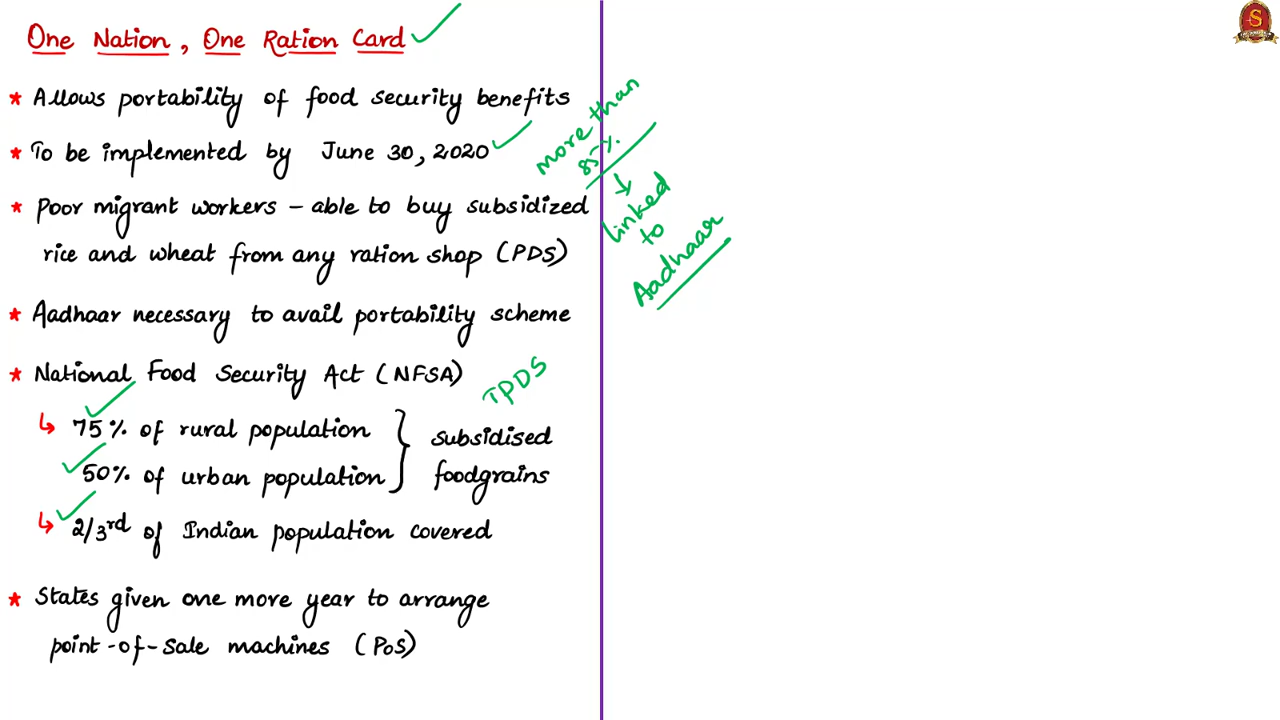 One Nation, One Ration Card
* Allows portability of food security benefits
* To be implemented by June 30, 2020
* Poor migrant workers – able to buy subsidized
rice and wheat from any ration shop (PDS)
* Aadhaar necessary to avail portability scheme
* National Food Security Act (NFSA)
↳ 75% of rural population
50% of urban population
} subsidised
foodgrains
TPDS
↳ 2/3rd of Indian population covered
* States given one more year to arrange
point-of-sale machines (PoS)
more than
85%
↓
linked
to
Aadhaar
S